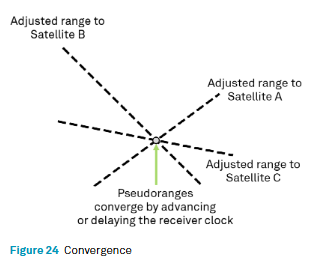 Adjusted range to
Satellite B
Adjusted range to
Satellite A
Adjusted range to
Satellite C
Pseudoranges
converge by advancing
or delaying the receiver clock
Figure 24 Convergence